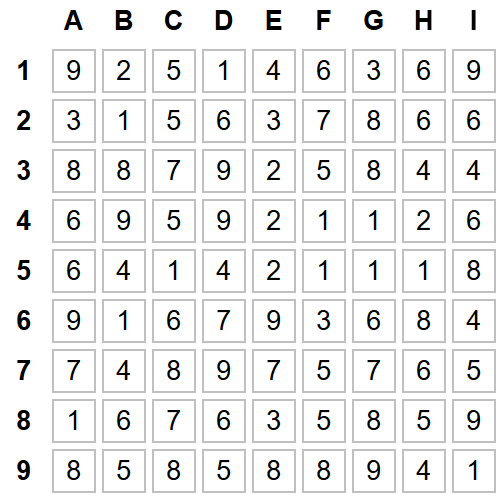 A B C D E F G H I
1 9 2 5 1 4 6 3 6 9
2 3 1 5 6 3 7 8 6 6
3 8 8 7 9 2 5 8 4 4
4 6 9 5 9 2 1 1 2 6
5 6 4 1 4 2 1 1 1 8
6 9 1 6 7 9 3 6 8 4
7 7 4 8 9 7 5 7 6 5
8 1 6 7 6 3 5 8 5 9
9 8 5 8 5 8 8 9 4 1